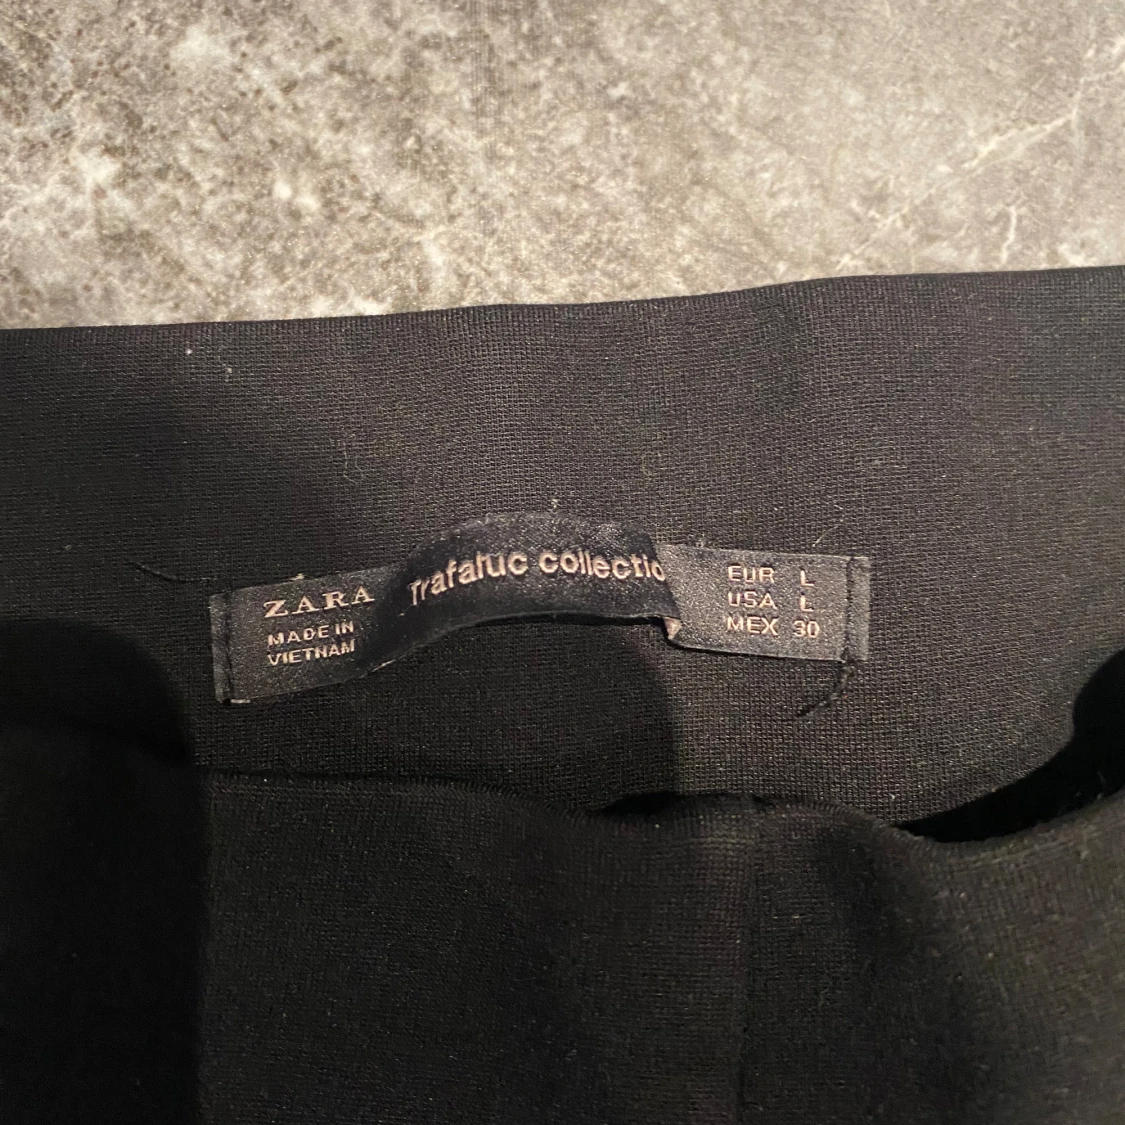 ZARA
MADE IN
VIETNAM
Trafaluc collectio
EUR L
USA L
MEX 30